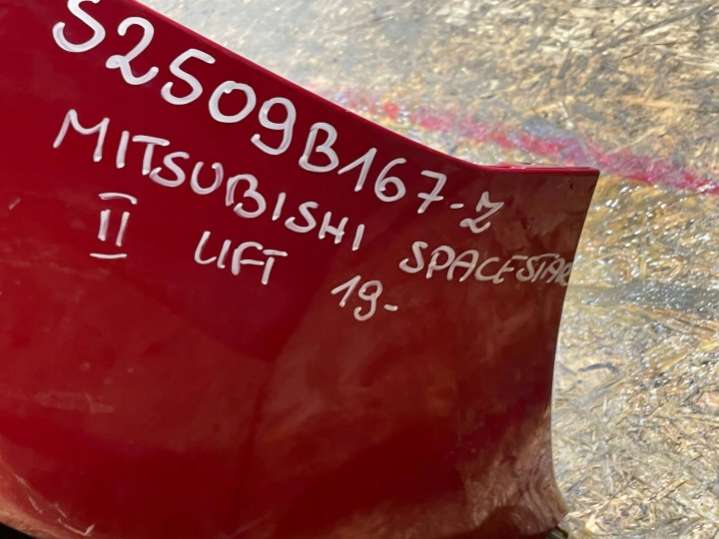 S2509B167-Z
MITSUBISHI SPACESTAR
II LIFT 19-